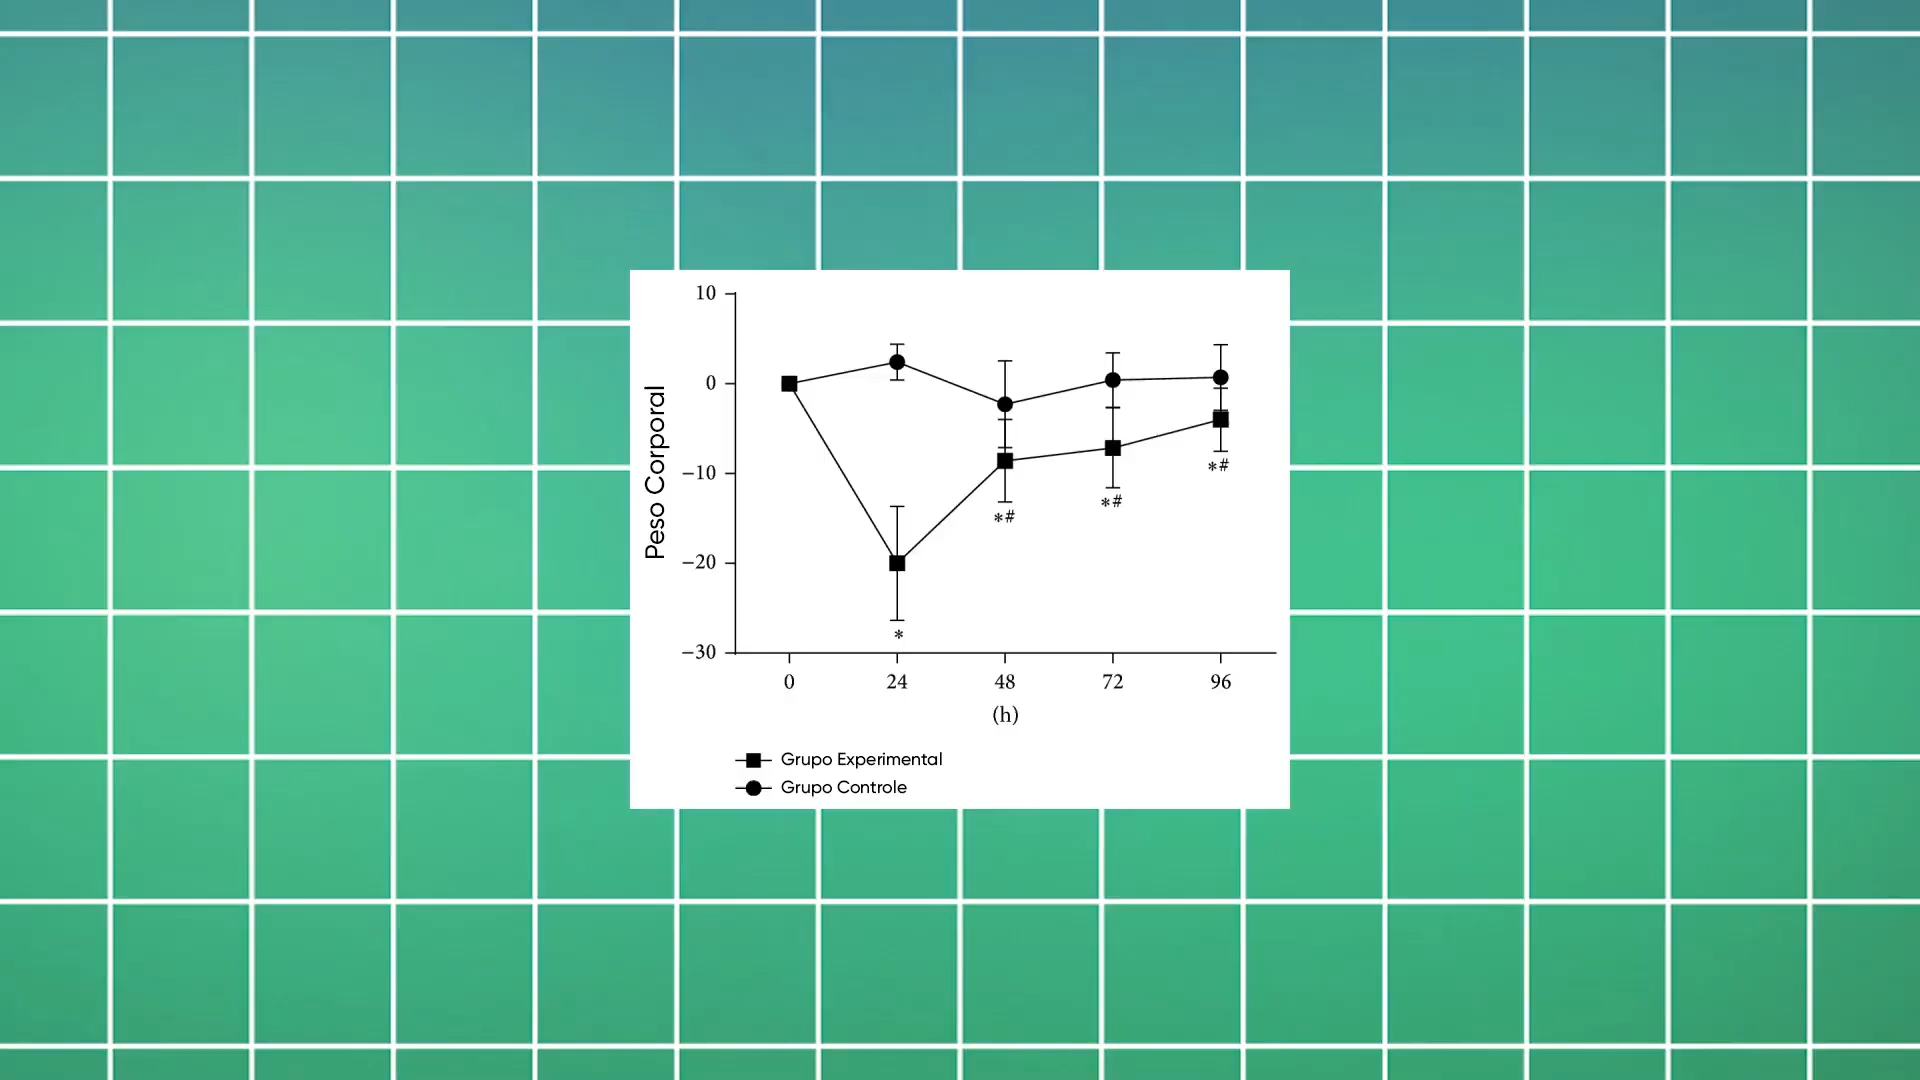 10
0
−10
−20
−30
Peso Corporal
*
*#
*#
*#
0 24 48 72 96
(h)
Grupo Experimental
Grupo Controle